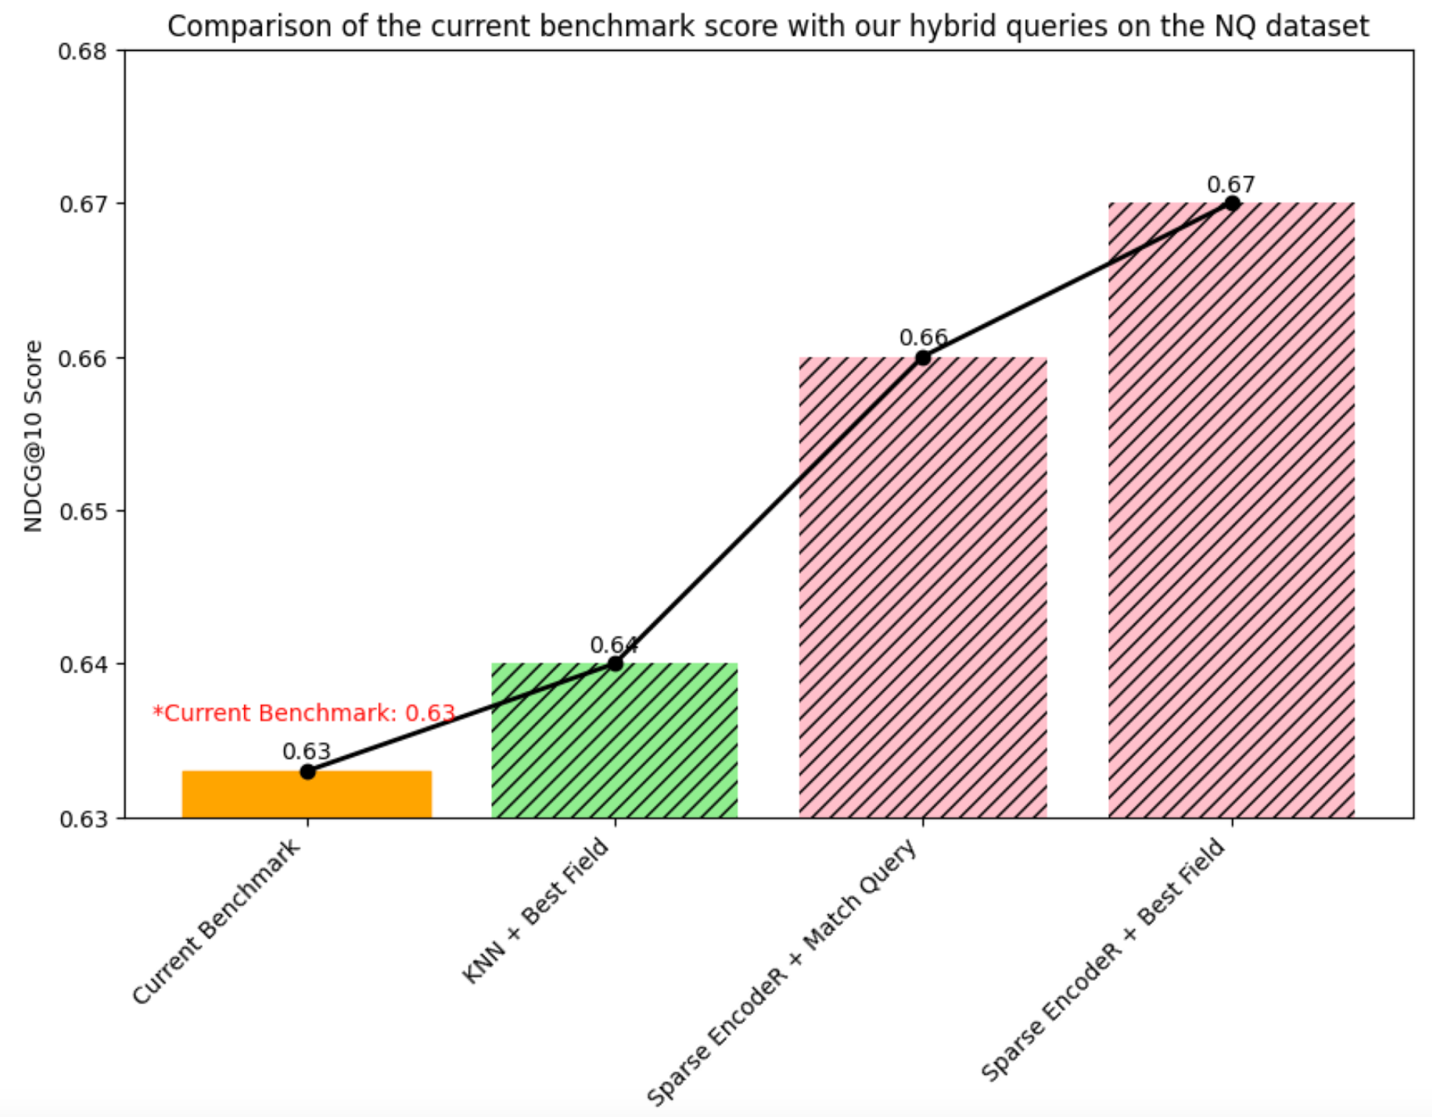 Comparison of the current benchmark score with our hybrid queries on the NQ dataset
NDCG@10 Score
0.68
0.67
0.66
0.65
0.64
0.63
*Current Benchmark: 0.63
0.63
0.64
0.66
0.67
Current Benchmark
KNN + Best Field
Sparse EncodeR + Match Query
Sparse EncodeR + Best Field